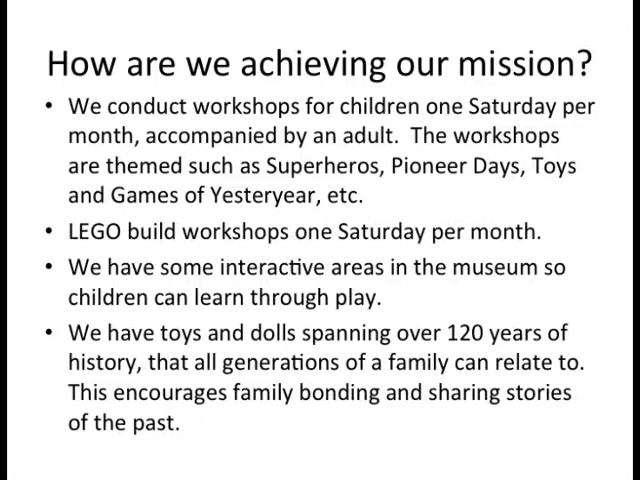 How are we achieving our mission?
• We conduct workshops for children one Saturday per
month, accompanied by an adult. The workshops
are themed such as Superheros, Pioneer Days, Toys
and Games of Yesteryear, etc.
• LEGO build workshops one Saturday per month.
• We have some interactive areas in the museum so
children can learn through play.
• We have toys and dolls spanning over 120 years of
history, that all generations of a family can relate to.
This encourages family bonding and sharing stories
of the past.